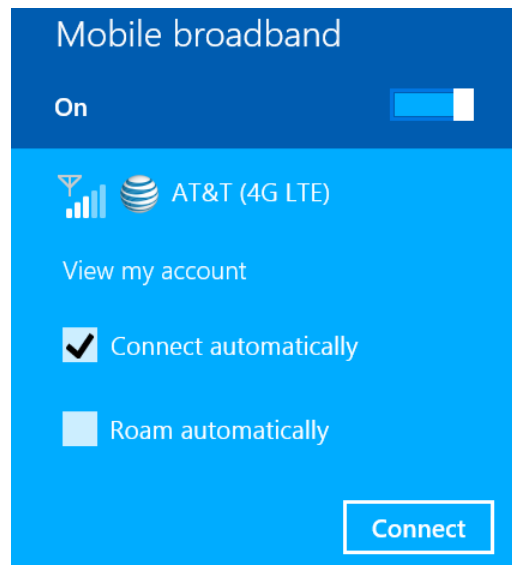 Mobile broadband
On
AT&T (4G LTE)
View my account
Connect automatically
Roam automatically
Connect